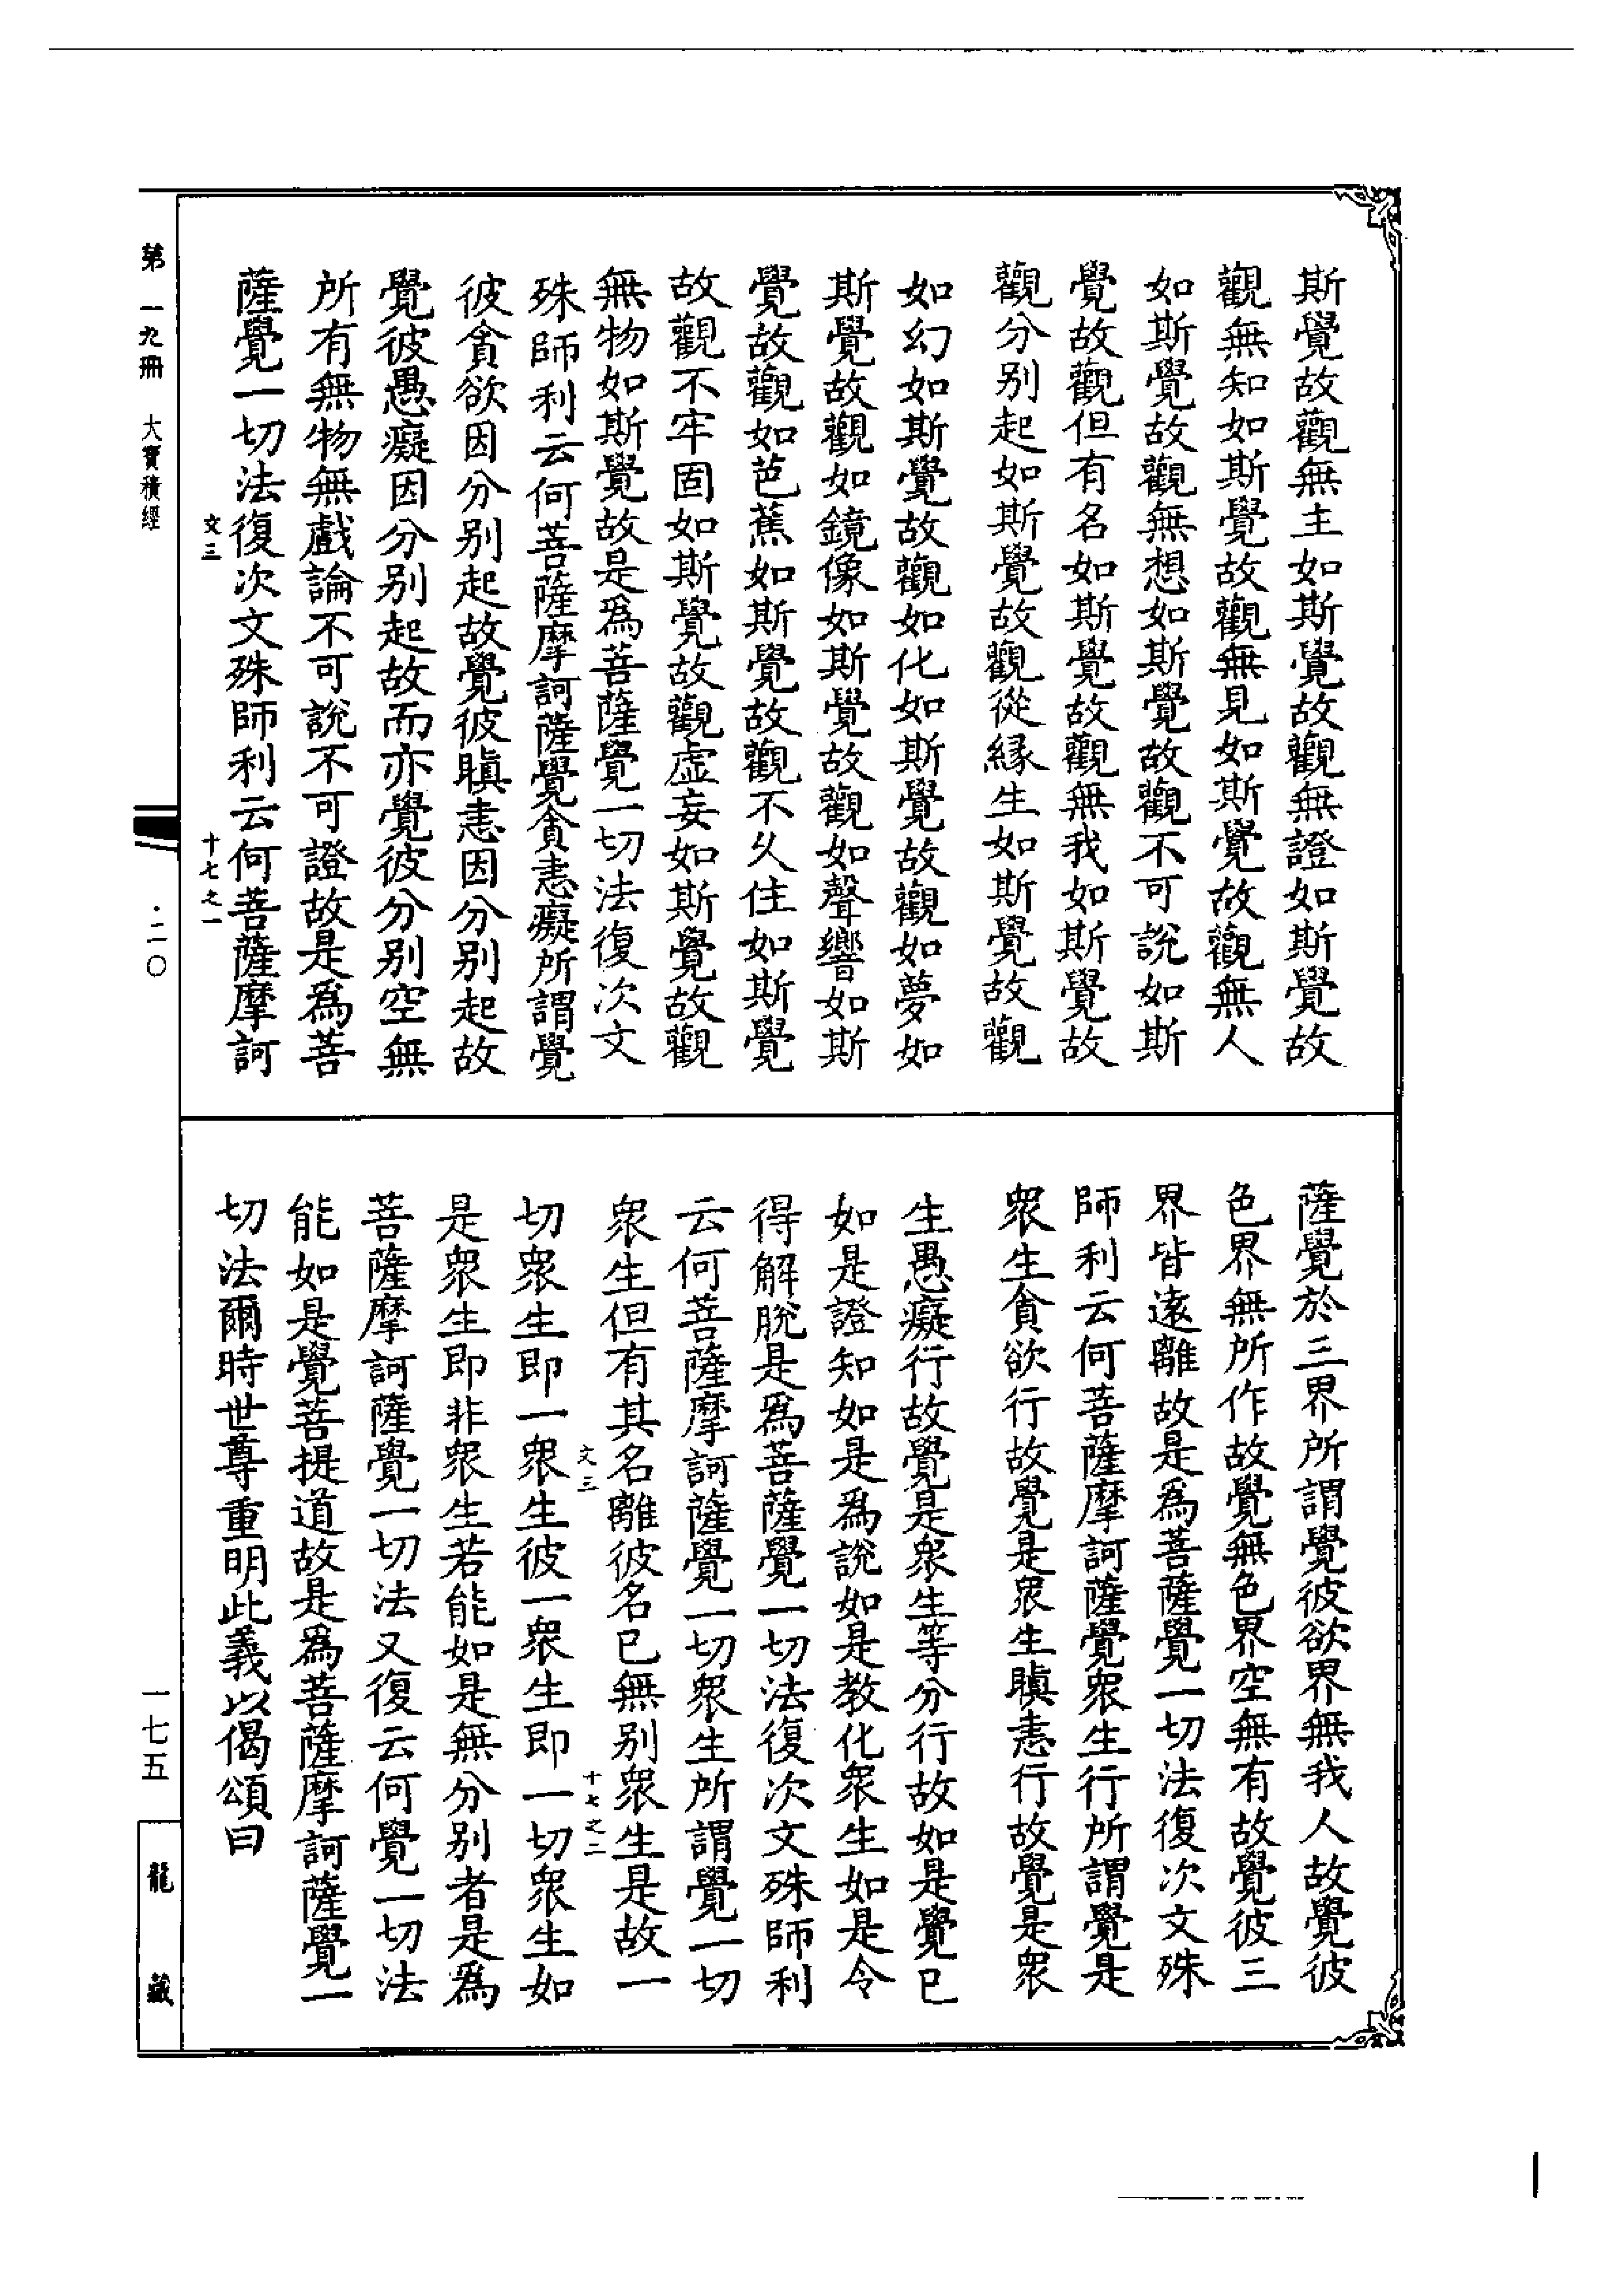 斯覺故觀無主如斯覺故觀無證如斯覺故
觀無知如斯覺故觀無見如斯覺故觀無人
如斯覺故觀無想如斯覺故觀不可說如斯
覺故觀但有名如斯覺故觀無我如斯覺故
觀分别起如斯覺故觀從緣生如斯覺故觀
如幻如斯覺故觀如化如斯覺故觀如夢如
斯覺故觀如鏡像如斯覺故觀如聲響如斯
覺故觀如芭蕉如斯覺故觀不久住如斯覺
故觀不牢固如斯覺故觀虛妄如斯覺故觀
無物如斯覺故是爲菩薩覺一切法復次文
殊師利云何菩薩摩訶薩覺貪恚癡所謂覺
彼貪欲因分别起故覺彼瞋恚因分别起故
覺彼愚癡因分别起故而亦覺彼分别空無
所有無物無戲論不可說不可證故是爲菩
薩覺一切法復次文殊師利云何菩薩摩訶
文三
十七之一
薩覺於三界所謂覺彼欲界無我人故覺彼
色界無所作故覺無色界空無有故覺彼三
界皆遠離故是爲菩薩覺一切法復次文殊
師利云何菩薩摩訶薩覺眾生行所謂覺是
眾生貪欲行故覺是眾生瞋恚行故覺是眾
生愚癡行故覺是眾生等分行故如是覺已
如是證知如是爲說如是教化眾生如是令
得解脫是爲菩薩覺一切法復次文殊師利
云何菩薩摩訶薩覺一切眾生所謂覺一切
眾生但有其名離彼名已無别眾生是故一
文三
十七之二
切眾生即一眾生彼一眾生即一切眾生如
是眾生即非眾生若能如是無分别者是爲
菩薩摩訶薩覺一切法又復云何覺一切法
能如是覺菩提道故是爲菩薩摩訶薩覺一
切法爾時世尊重明此義以偈頌曰
第一九冊 大寶積經
·二〇
一七五
龍藏